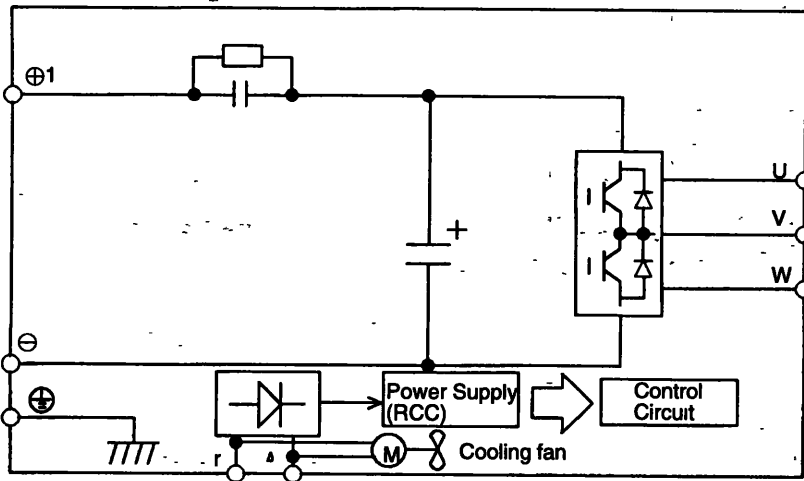 ⊕1
U
V
W
⊖
Power Supply
(RCC)
Control
Circuit
r
M
Cooling fan